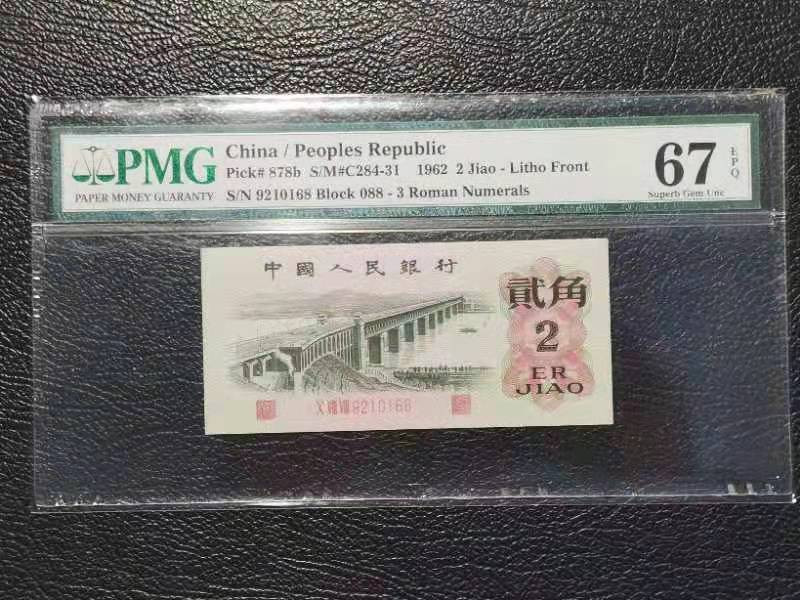 PMG
PAPER MONEY GUARANTY
China / Peoples Republic
Pick# 878b S/M#C284-31 1962 2 Jiao - Litho Front
S/N 9210168 Block 088 - 3 Roman Numerals
67
EPQ
Superb Gem Unc
中國人民銀行
貳角
2
ER
JIAO
X VIII VIII 9210168